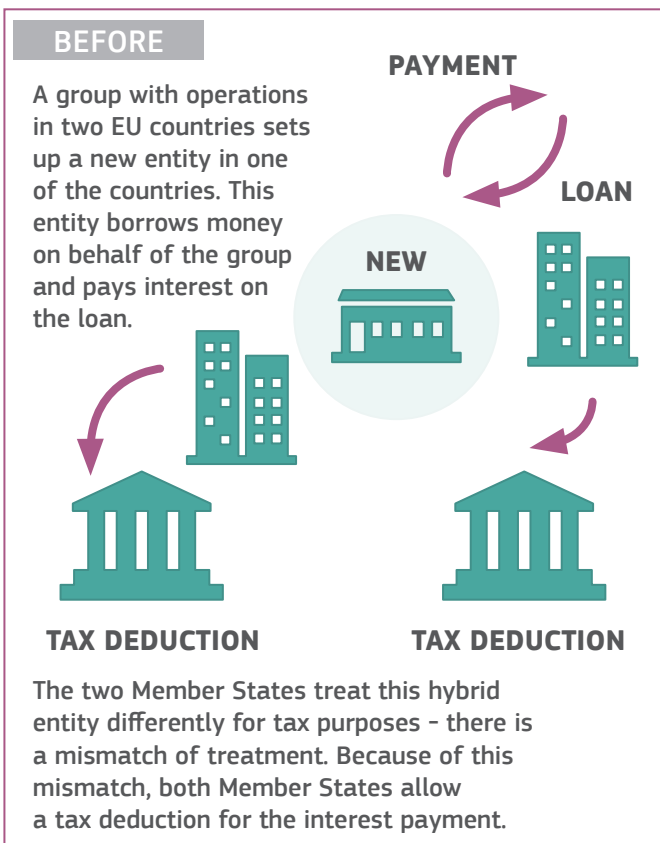 BEFORE
A group with operations
in two EU countries sets
up a new entity in one
of the countries. This
entity borrows money
on behalf of the group
and pays interest on
the loan.
PAYMENT
LOAN
NEW
TAX DEDUCTION
TAX DEDUCTION
The two Member States treat this hybrid
entity differently for tax purposes - there is
a mismatch of treatment. Because of this
mismatch, both Member States allow
a tax deduction for the interest payment.